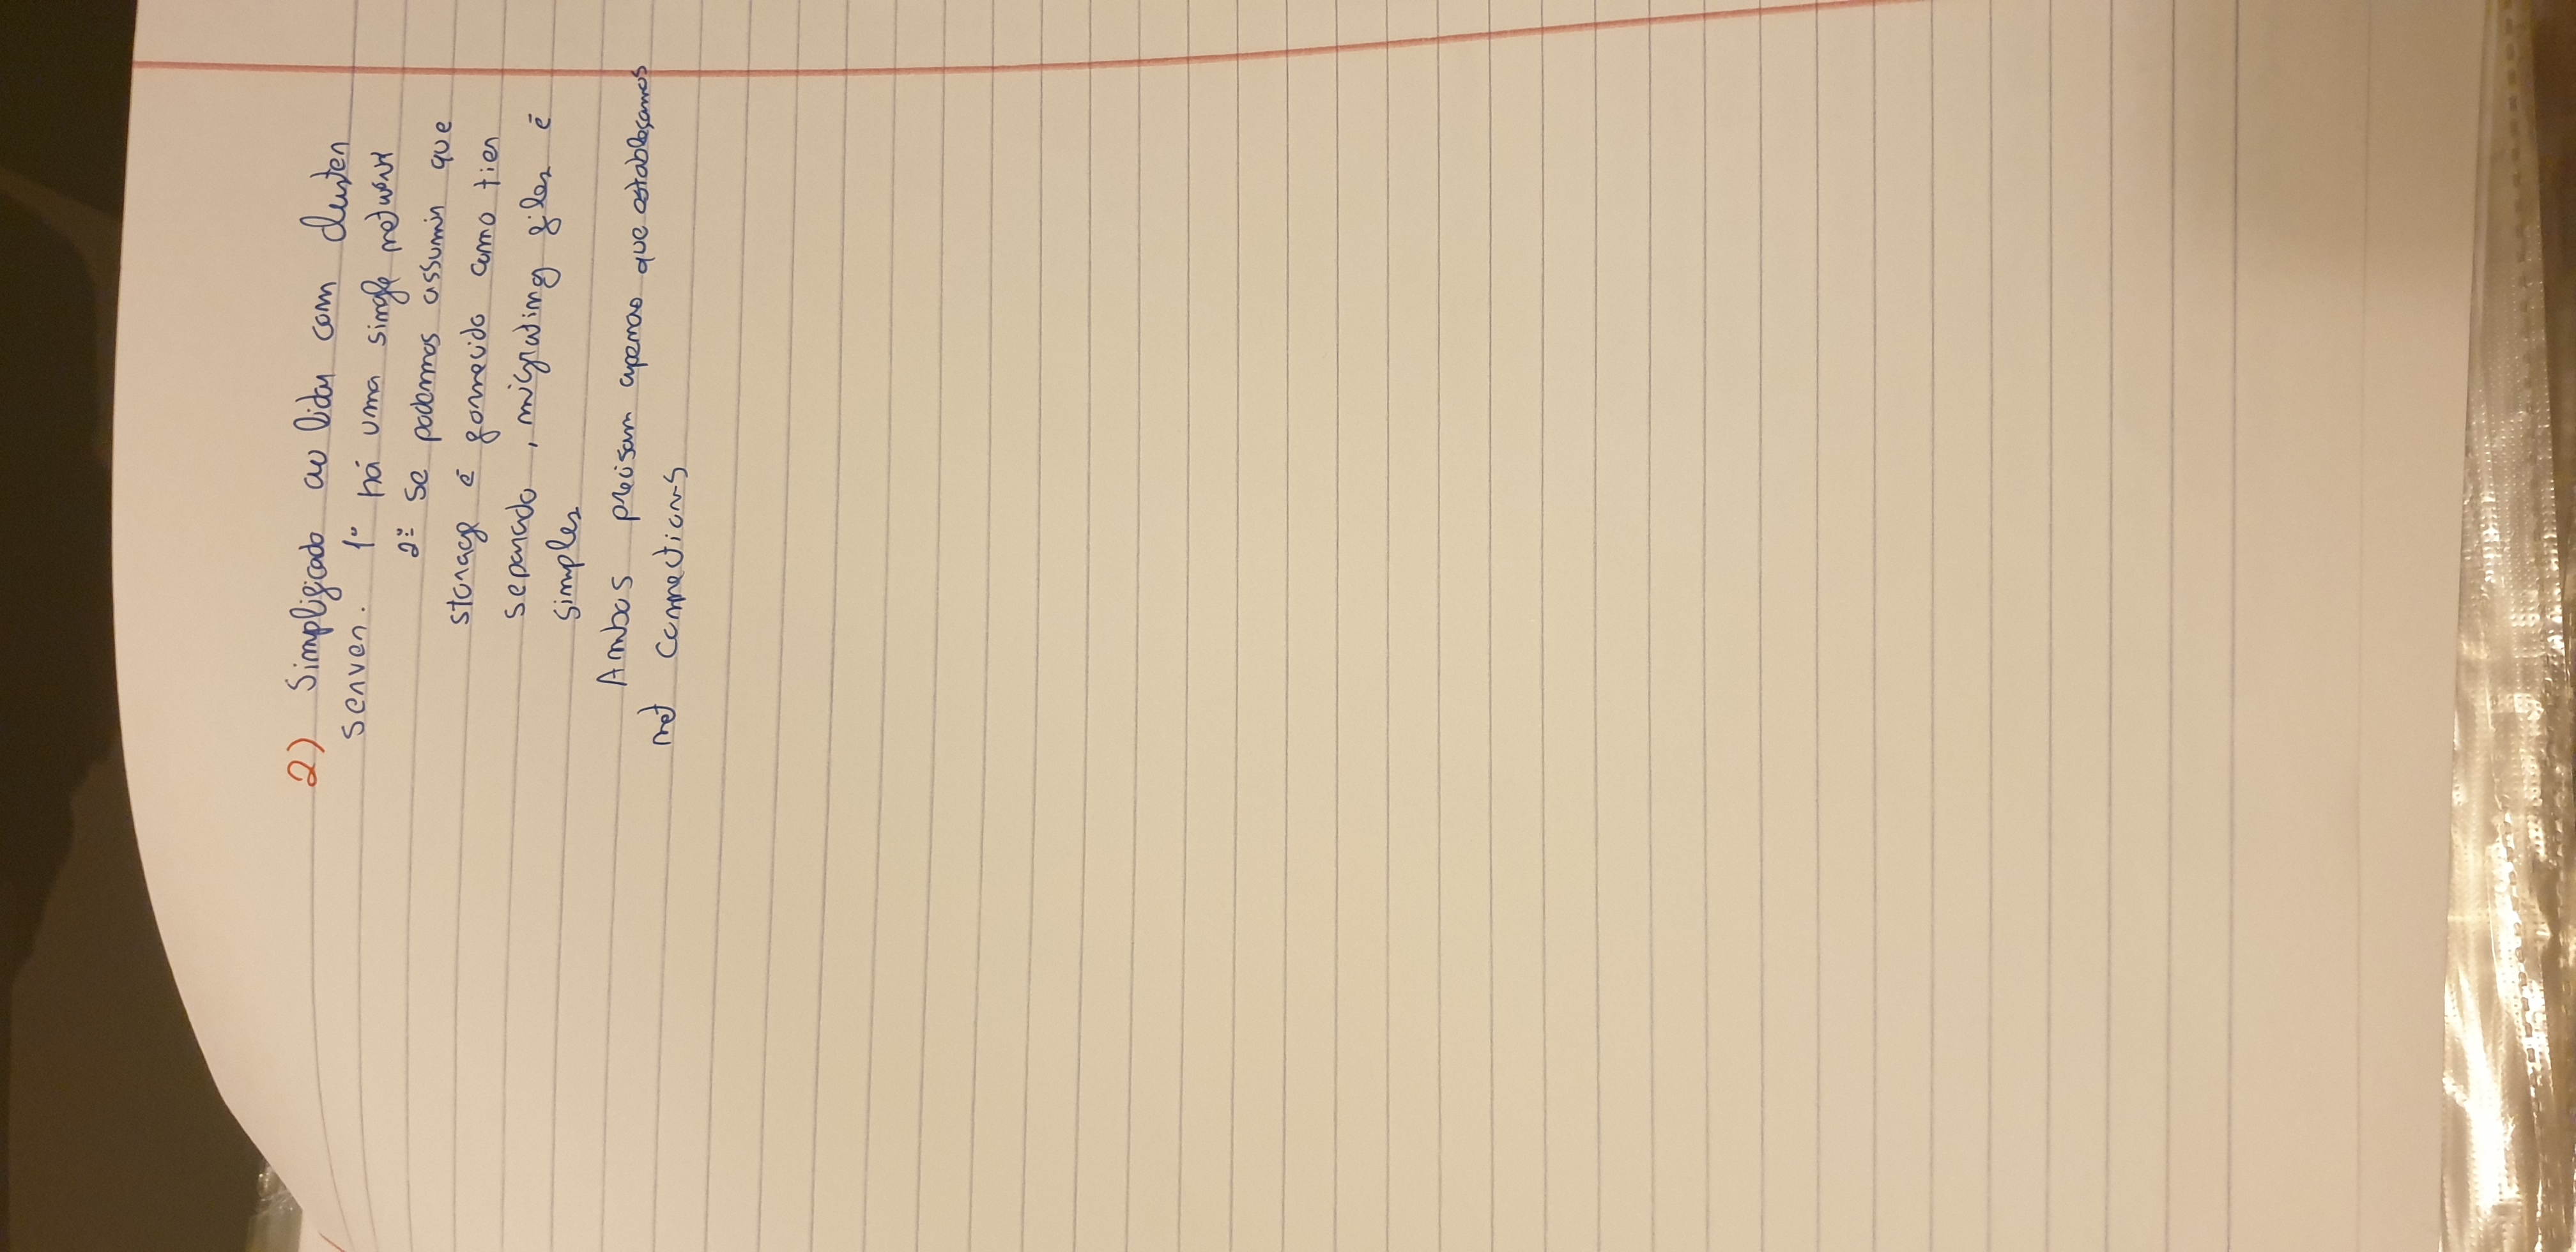 2) Simplificado ao lidar com cluster
server. 1º há uma single network
2º se podermos assumir que
storage é fornecido como tier
separado, migrating files é
simples
Ambos precisam apenas que estableçamos
net connections